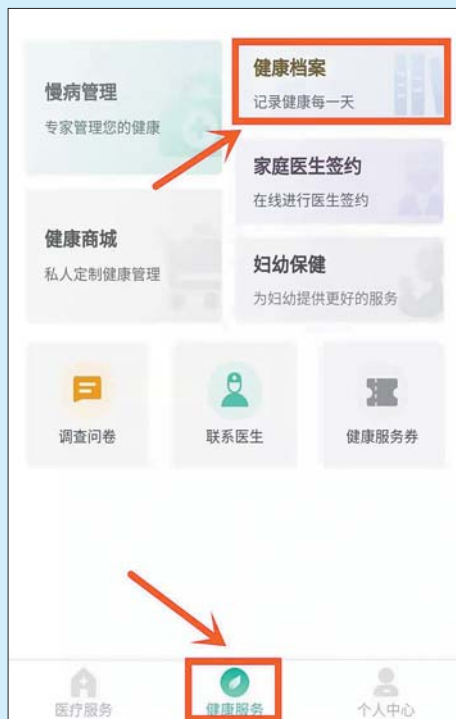 慢病管理
专家管理您的健康
健康档案
记录健康每一天
家庭医生签约
在线进行医生签约
健康商城
私人定制健康管理
妇幼保健
为妇幼提供更好的服务
调查问卷
联系医生
健康服务券
医疗服务
健康服务
个人中心